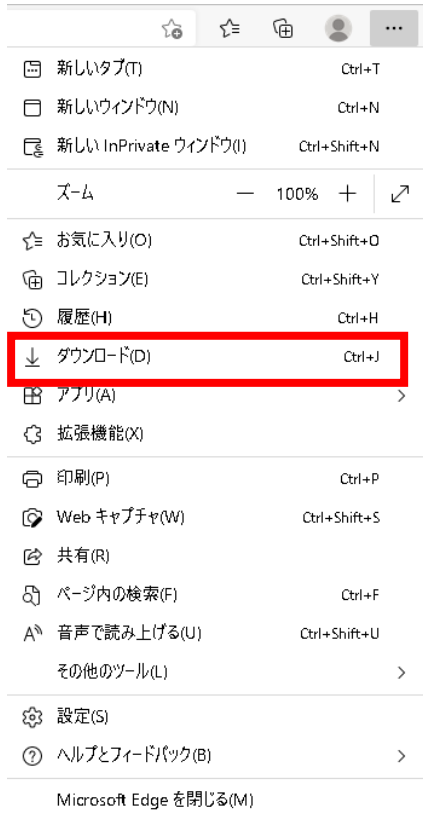 新しいタブ(T) Ctrl+T
新しいウィンドウ(N) Ctrl+N
新しい InPrivate ウィンドウ(I) Ctrl+Shift+N
ズーム — 100% +
お気に入り(O) Ctrl+Shift+O
コレクション(E) Ctrl+Shift+Y
履歴(H) Ctrl+H
ダウンロード(D) Ctrl+J
アプリ(A)
拡張機能(X)
印刷(P) Ctrl+P
Web キャプチャ(W) Ctrl+Shift+S
共有(R)
ページ内の検索(F) Ctrl+F
音声で読み上げる(U) Ctrl+Shift+U
その他のツール(L)
設定(S)
ヘルプとフィードバック(B)
Microsoft Edge を閉じる(M)